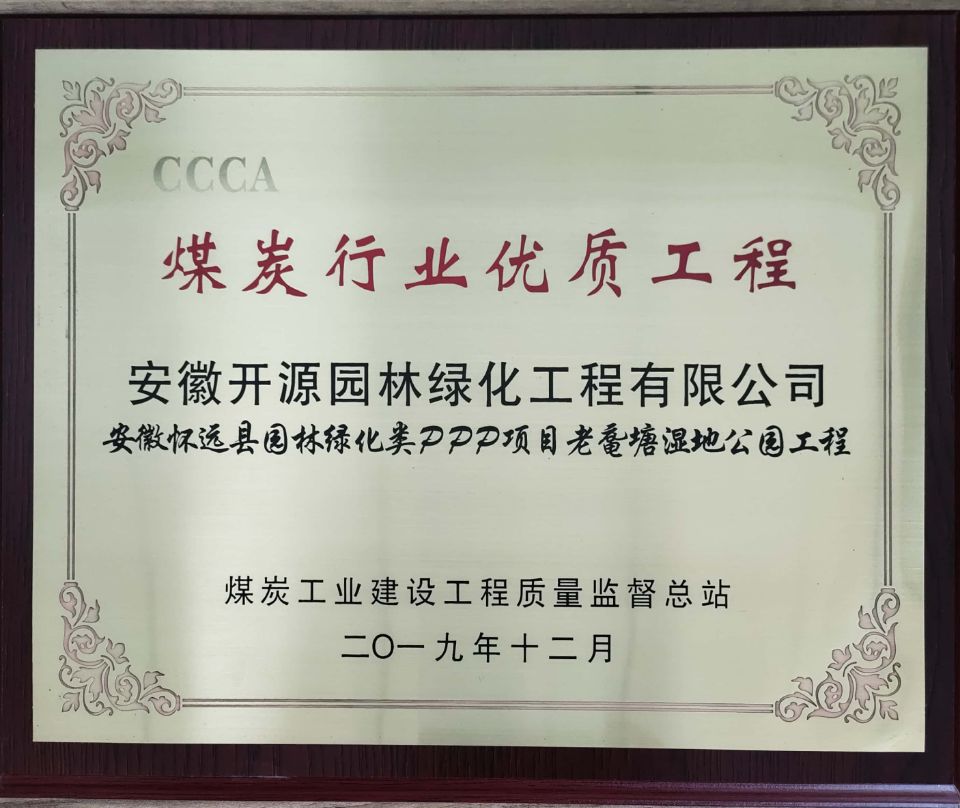 CCCA
煤炭行业优质工程
安徽开源园林绿化工程有限公司
安徽怀远县园林绿化类PPP项目老鼋塘湿地公园工程
煤炭工业建设工程质量监督总站
二〇一九年十二月